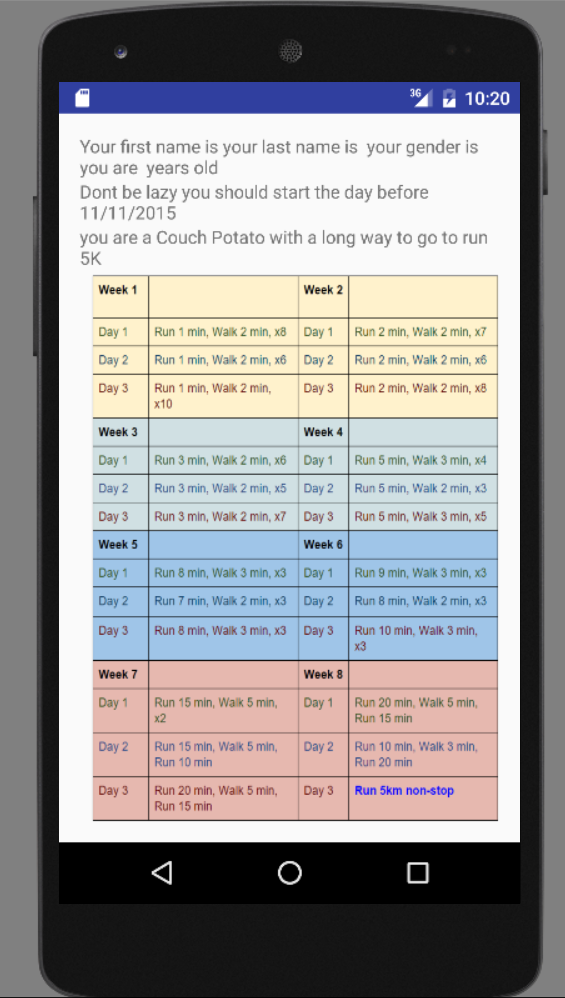 3G 10:20
Your first name is your last name is  your gender is
you are  years old
Dont be lazy you should start the day before
11/11/2015
you are a Couch Potato with a long way to go to run
5K
Week 1 Week 2
Day 1 Run 1 min, Walk 2 min, x8 Day 1 Run 2 min, Walk 2 min, x7
Day 2 Run 1 min, Walk 2 min, x6 Day 2 Run 2 min, Walk 2 min, x6
Day 3 Run 1 min, Walk 2 min, Day 3 Run 2 min, Walk 2 min, x8
x10
Week 3 Week 4
Day 1 Run 3 min, Walk 2 min, x6 Day 1 Run 5 min, Walk 3 min, x4
Day 2 Run 3 min, Walk 2 min, x5 Day 2 Run 5 min, Walk 2 min, x3
Day 3 Run 3 min, Walk 2 min, x7 Day 3 Run 5 min, Walk 3 min, x5
Week 5 Week 6
Day 1 Run 8 min, Walk 3 min, x3 Day 1 Run 9 min, Walk 3 min, x3
Day 2 Run 7 min, Walk 2 min, x3 Day 2 Run 8 min, Walk 2 min, x3
Day 3 Run 8 min, Walk 3 min, x3 Day 3 Run 10 min, Walk 3 min,
x3
Week 7 Week 8
Day 1 Run 15 min, Walk 5 min, Day 1 Run 20 min, Walk 5 min,
x2 Run 15 min
Day 2 Run 15 min, Walk 5 min, Day 2 Run 10 min, Walk 3 min,
Run 10 min Run 20 min
Day 3 Run 20 min, Walk 5 min, Day 3 Run 5km non-stop
Run 15 min